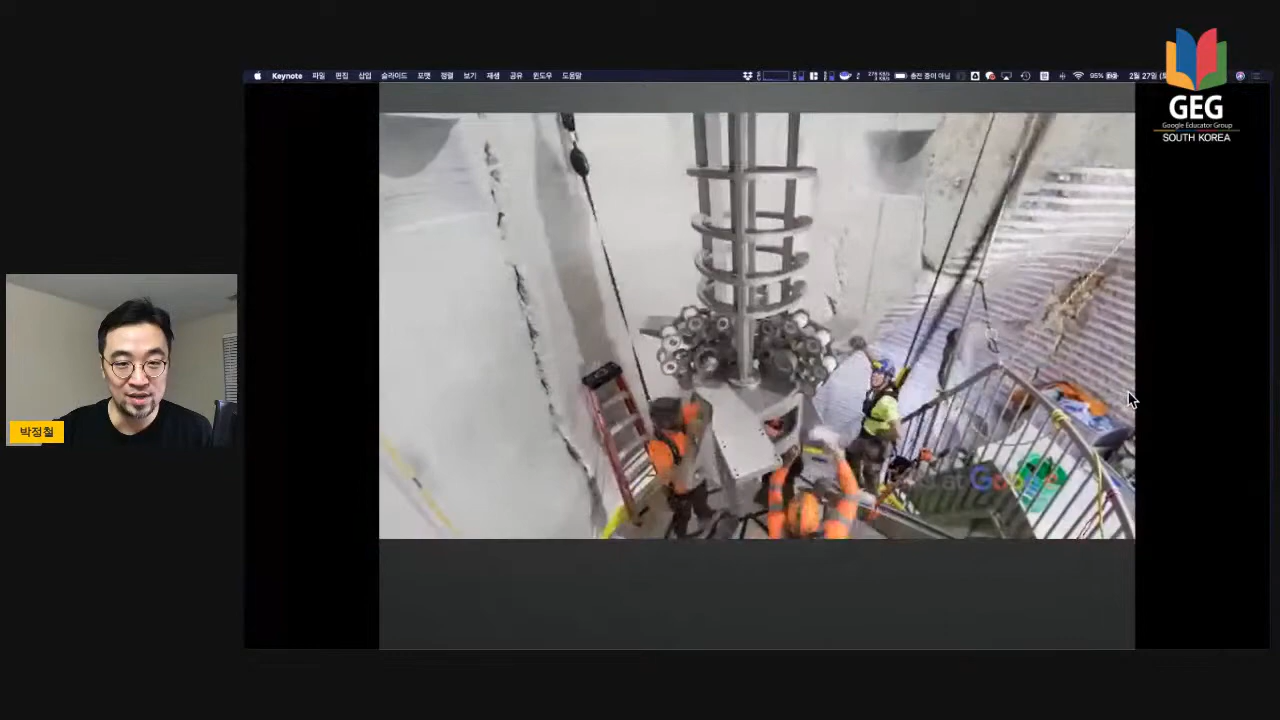 GEG
Google Educator Group
SOUTH KOREA
Keynote 파일 편집 삽입 슬라이드 포맷 정렬 보기 재생 공유 윈도우 도움말
충전 중이 아님
95%
2월 27일
박정철
at Goo